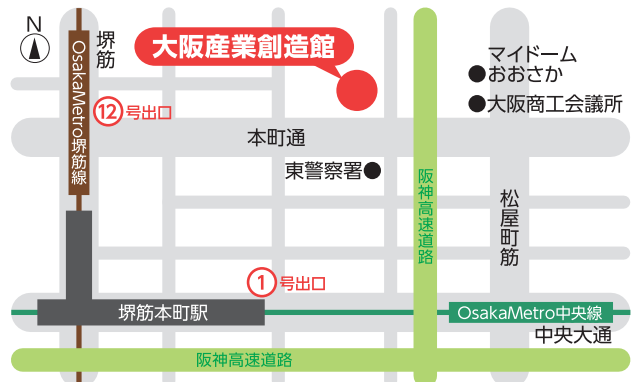 N
堺筋
大阪産業創造館
マイドーム
おおさか
大阪商工会議所
OsakaMetro堺筋線
12号出口
本町通
東警察署
阪神高速道路
松屋町筋
1号出口
堺筋本町駅
OsakaMetro中央線
中央大通
阪神高速道路